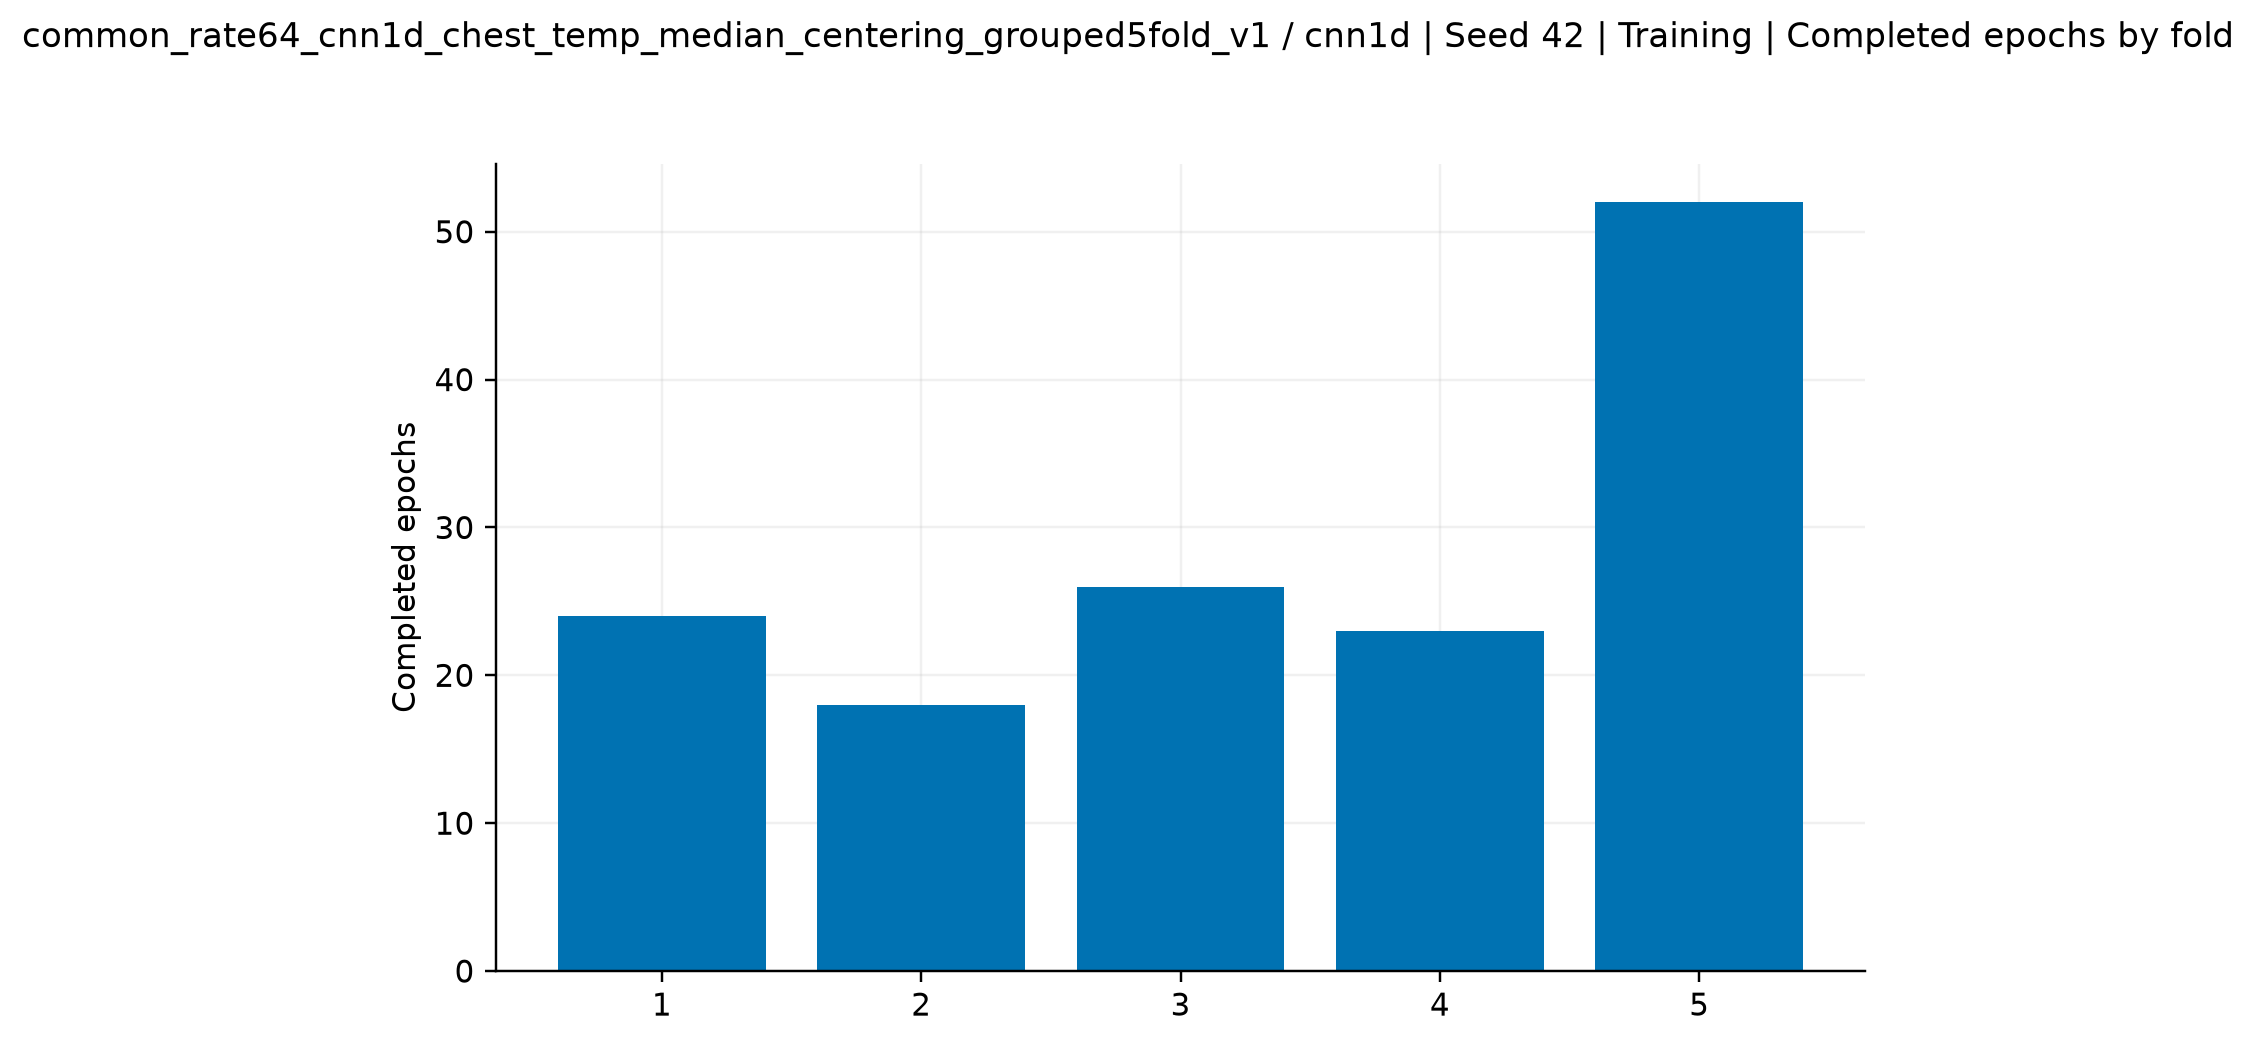 common_rate64_cnn1d_chest_temp_median_centering_grouped5fold_v1 / cnn1d | Seed 42 | Training | Completed epochs by fold
Completed epochs
50
40
30
20
10
0
1 2 3 4 5